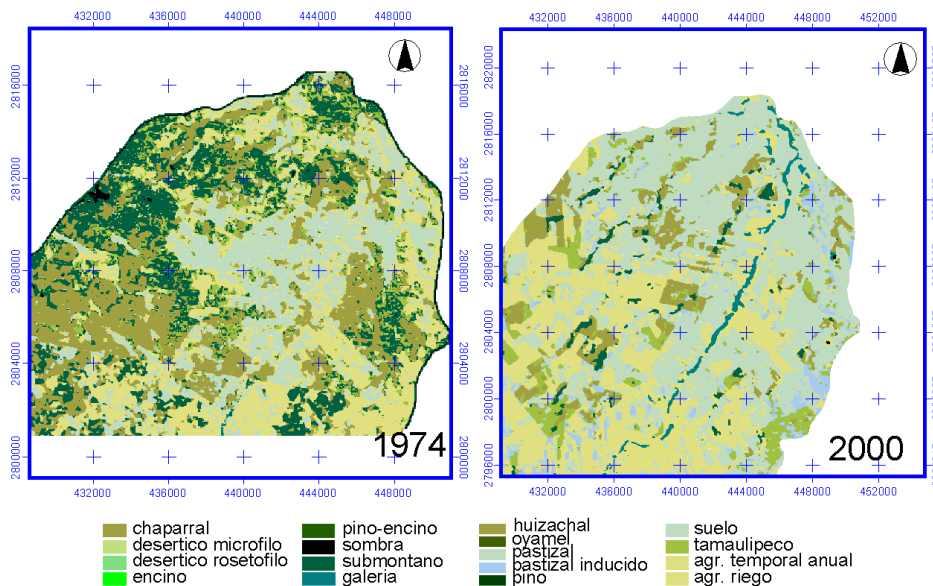 432000 436000 440000 444000 448000
432000 436000 440000 444000 448000 452000
2816000 2816000
2812000 2812000
2808000 2808000
2804000 2804000
2800000 2800000
1974
432000 436000 440000 444000 448000
2820000
2816000
2812000
2808000
2804000
2800000
2796000
2000
432000 436000 440000 444000 448000 452000
chaparral
desertico microfilo
desertico rosetofilo
encino
pino-encino
sombra
submontano
galeria
huizachal
oyamel
pastizal
pastizal inducido
pino
suelo
tamaulipeco
agr. temporal anual
agr. riego